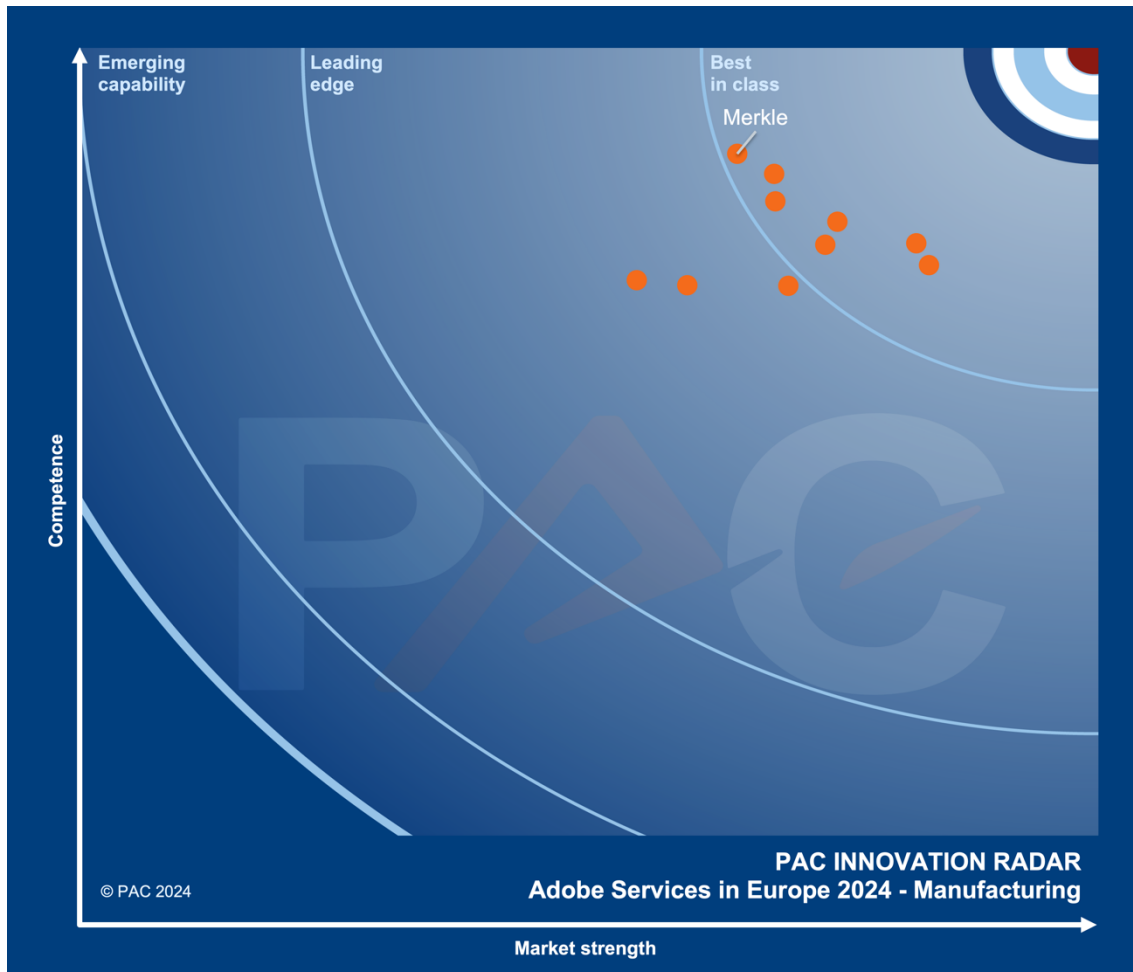 Emerging
capability
Leading
edge
Best
in class
Merkle
Competence
PAC
PAC INNOVATION RADAR
Adobe Services in Europe 2024 - Manufacturing
© PAC 2024
Market strength